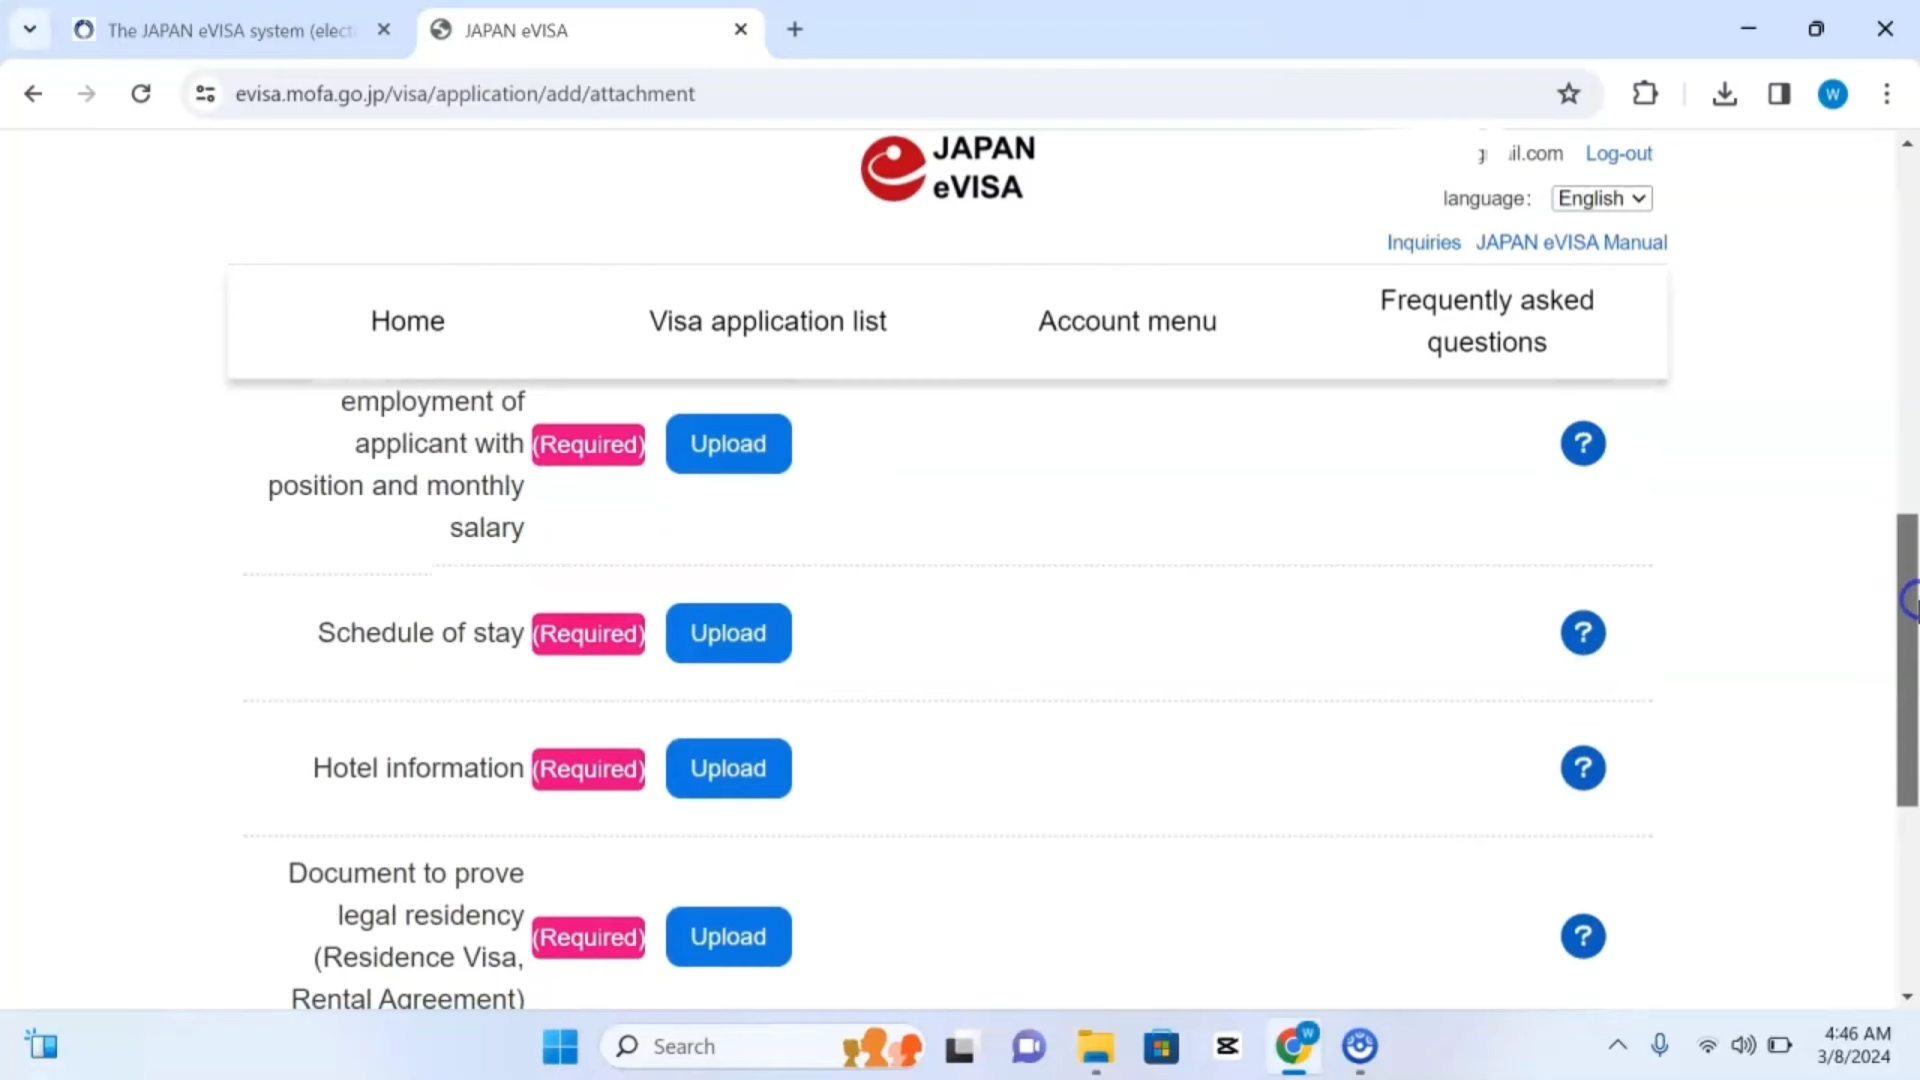 The JAPAN eVISA system (elect
JAPAN eVISA
evisa.mofa.go.jp/visa/application/add/attachment
W
JAPAN
eVISA
il.com Log-out
language: English
Inquiries JAPAN eVISA Manual
Home
Visa application list
Account menu
Frequently asked
questions
employment of
applicant with
position and monthly
salary
(Required)
Upload
?
Schedule of stay
(Required)
Upload
?
Hotel information
(Required)
Upload
?
Document to prove
legal residency
(Residence Visa,
Rental Agreement)
(Required)
Upload
?
Search
W
4:46 AM
3/8/2024